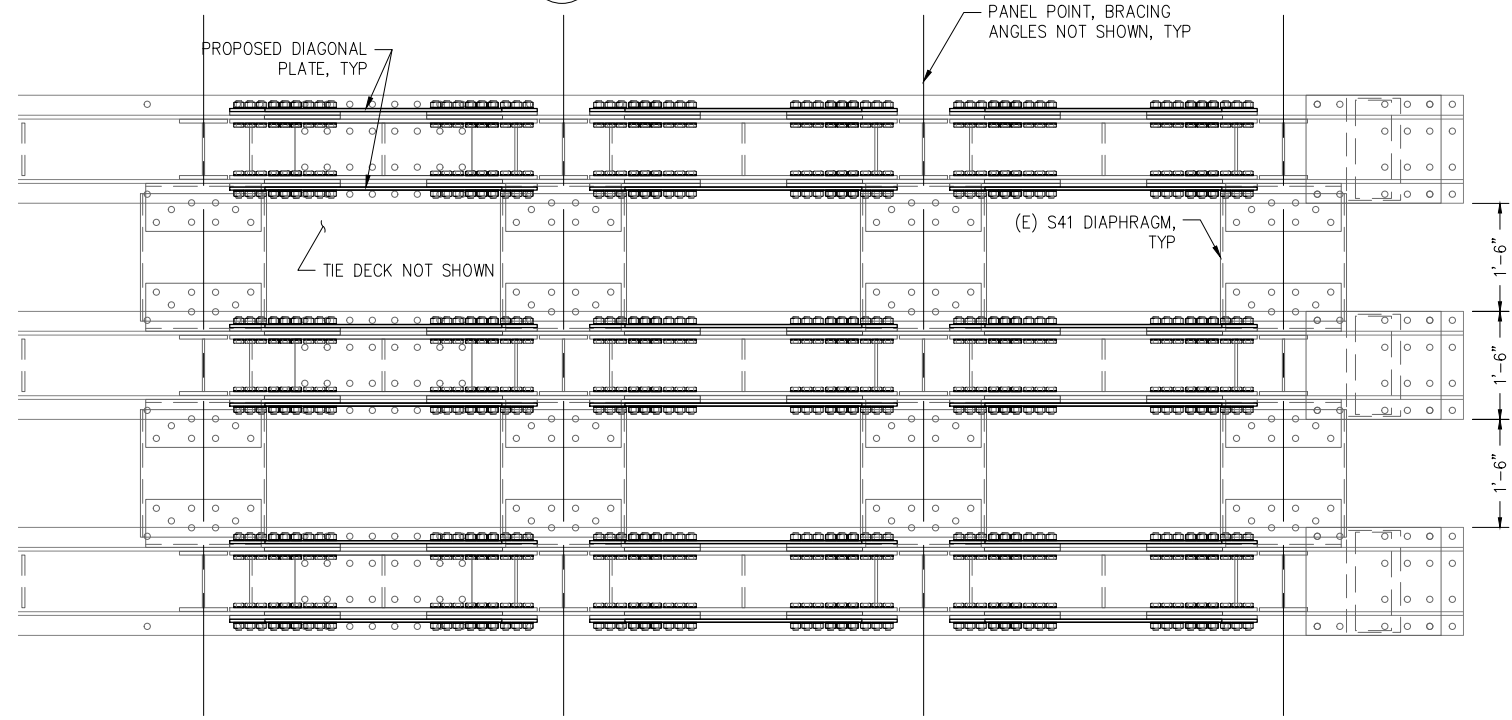 PANEL POINT, BRACING
ANGLES NOT SHOWN, TYP
PROPOSED DIAGONAL
PLATE, TYP
(E) S41 DIAPHRAGM,
TYP
TIE DECK NOT SHOWN
1'-6"
1'-6"
1'-6"